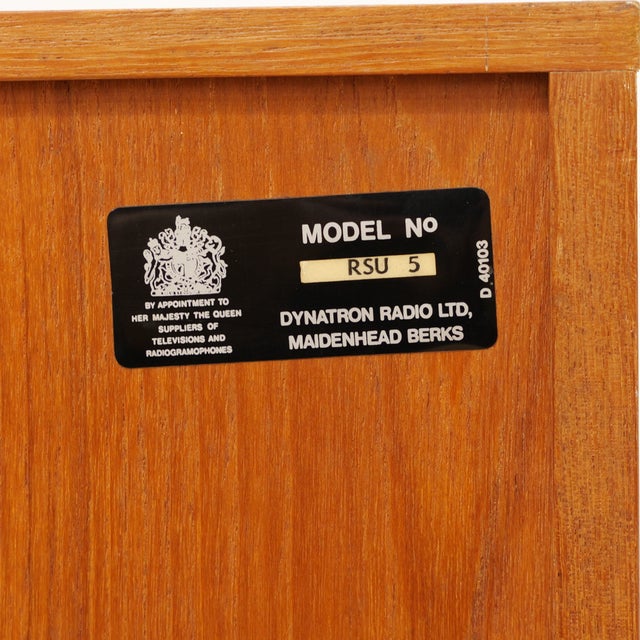 BY APPOINTMENT TO
HER MAJESTY THE QUEEN
SUPPLIERS OF
TELEVISIONS AND
RADIOGRAMOPHONES
MODEL No
RSU 5
DYNATRON RADIO LTD,
MAIDENHEAD BERKS
D 40103